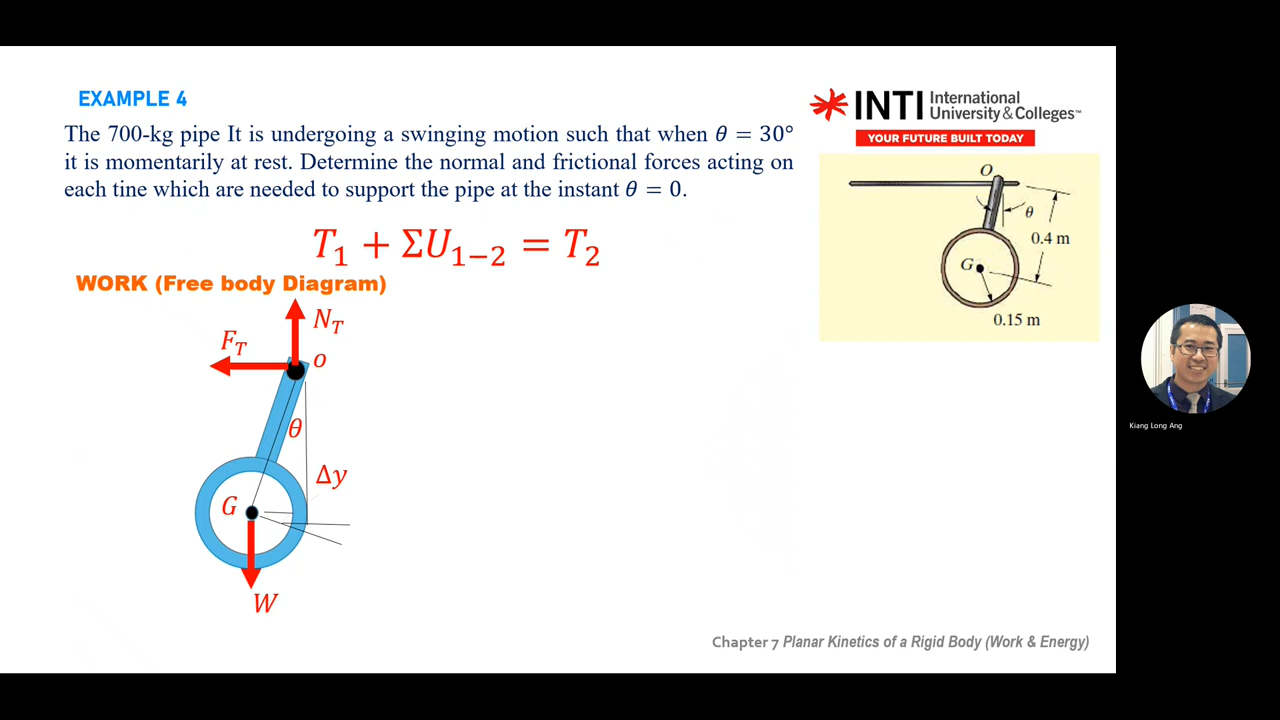 EXAMPLE 4
The 700-kg pipe It is undergoing a swinging motion such that when θ = 30°
it is momentarily at rest. Determine the normal and frictional forces acting on
each tine which are needed to support the pipe at the instant θ = 0.
T₁ + ΣU₁₋₂ = T₂
WORK (Free body Diagram)
N_T
F_T
o
θ
Δy
G
W
INTI International
University & Colleges™
YOUR FUTURE BUILT TODAY
O
θ
0.4 m
G
0.15 m
Kiang Long Ang
Chapter 7 Planar Kinetics of a Rigid Body (Work & Energy)